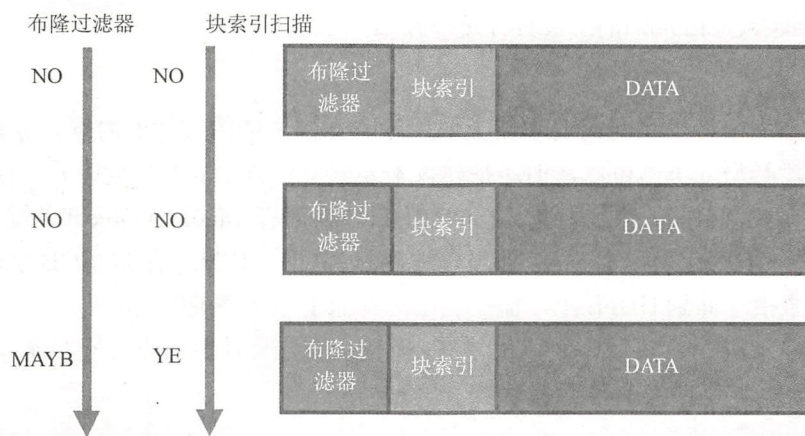 布隆过滤器 块索引扫描
NO NO 布隆过
滤器 块索引 DATA
NO NO 布隆过
滤器 块索引 DATA
MAYB YE 布隆过
滤器 块索引 DATA